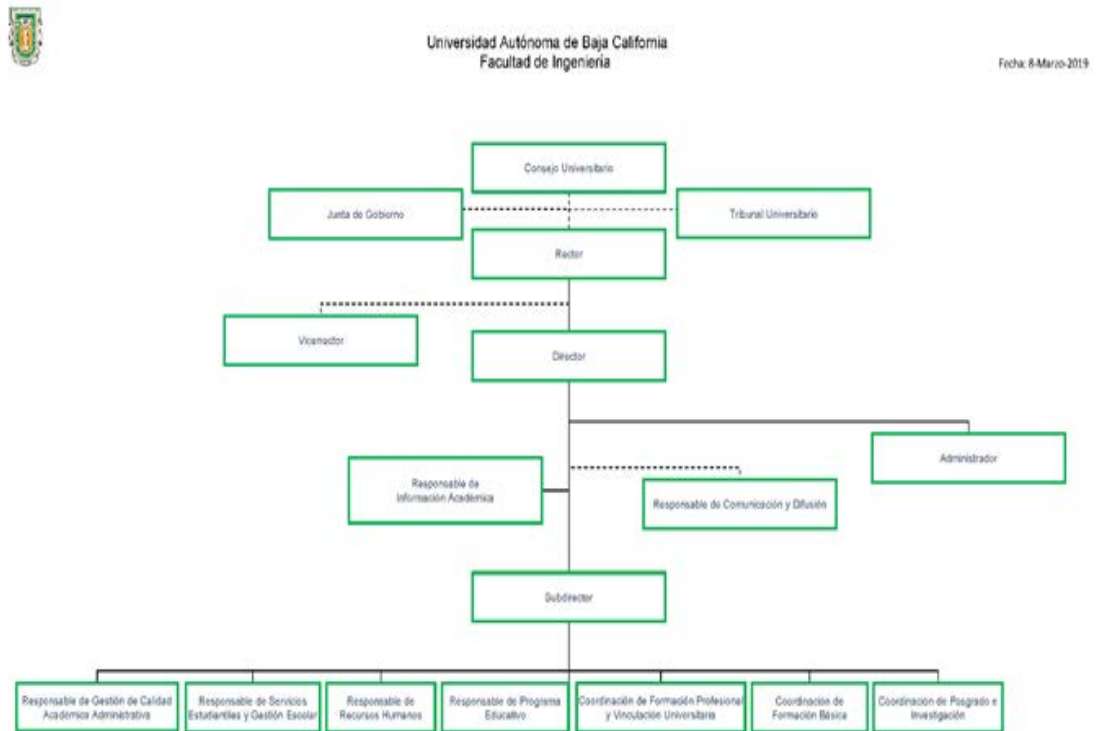 Universidad Autónoma de Baja California
Facultad de Ingeniería
Fecha: 8-Marzo-2019
Consejo Universitario
Junta de Gobierno
Tribunal Universitario
Rector
Vicerrector
Director
Administrador
Responsable de
Información Académica
Responsable de Comunicación y Difusión
Subdirector
Responsable de Gestión de Calidad
Académica Administrativa
Responsable de Servicios
Estudiantiles y Gestión Escolar
Responsable de
Recursos Humanos
Responsable de Programa
Educativo
Coordinación de Formación Profesional
y Vinculación Universitaria
Coordinación de
Formación Básica
Coordinación de Posgrado e
Investigación